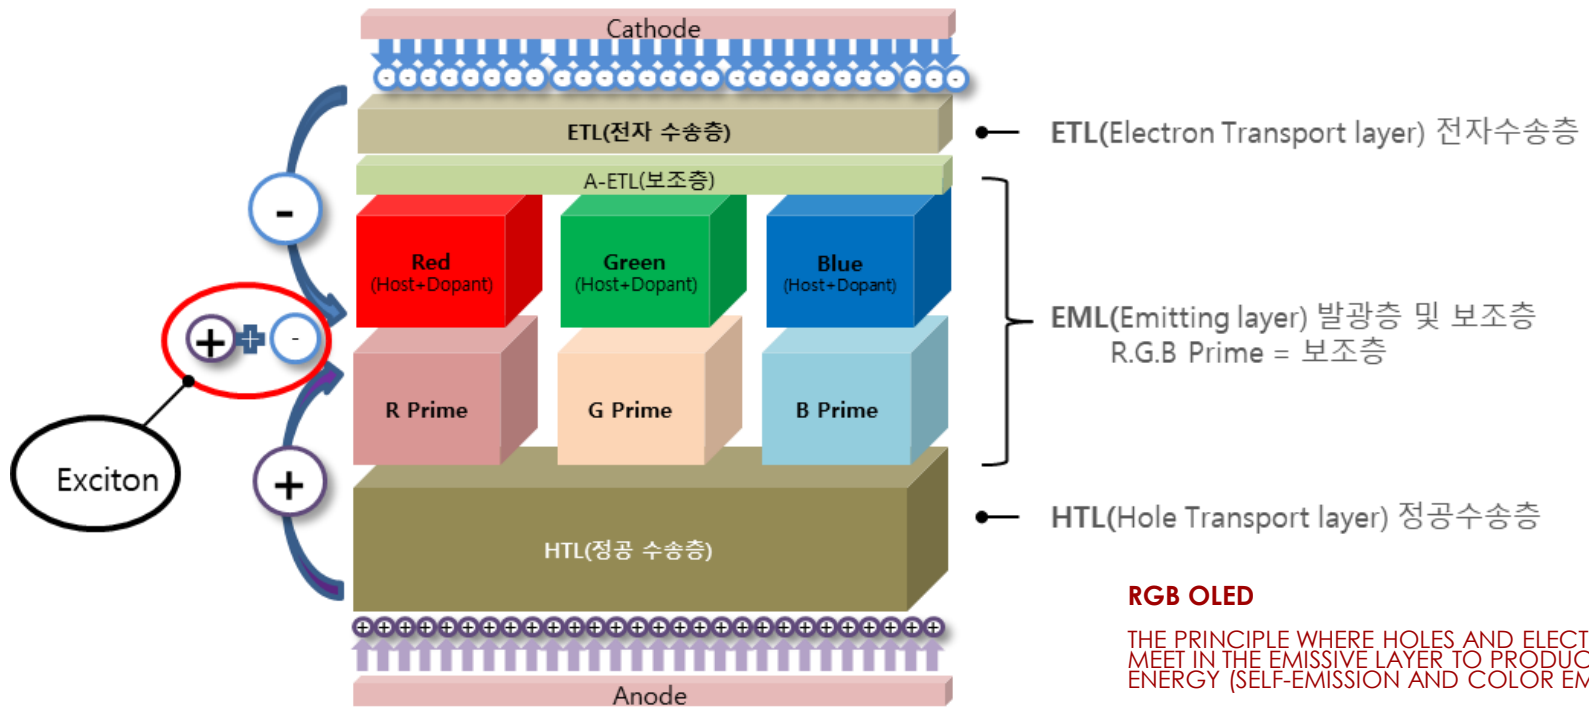 Cathode
ETL(전자 수송층)
A-ETL(보조층)
Red
(Host+Dopant)
Green
(Host+Dopant)
Blue
(Host+Dopant)
R Prime
G Prime
B Prime
HTL(정공 수송층)
Anode
-
+
+ -
+
Exciton
ETL(Electron Transport layer) 전자수송층
EML(Emitting layer) 발광층 및 보조층
R.G.B Prime = 보조층
HTL(Hole Transport layer) 정공수송층
RGB OLED
THE PRINCIPLE WHERE HOLES AND ELECT
MEET IN THE EMISSIVE LAYER TO PRODUC
ENERGY (SELF-EMISSION AND COLOR EM